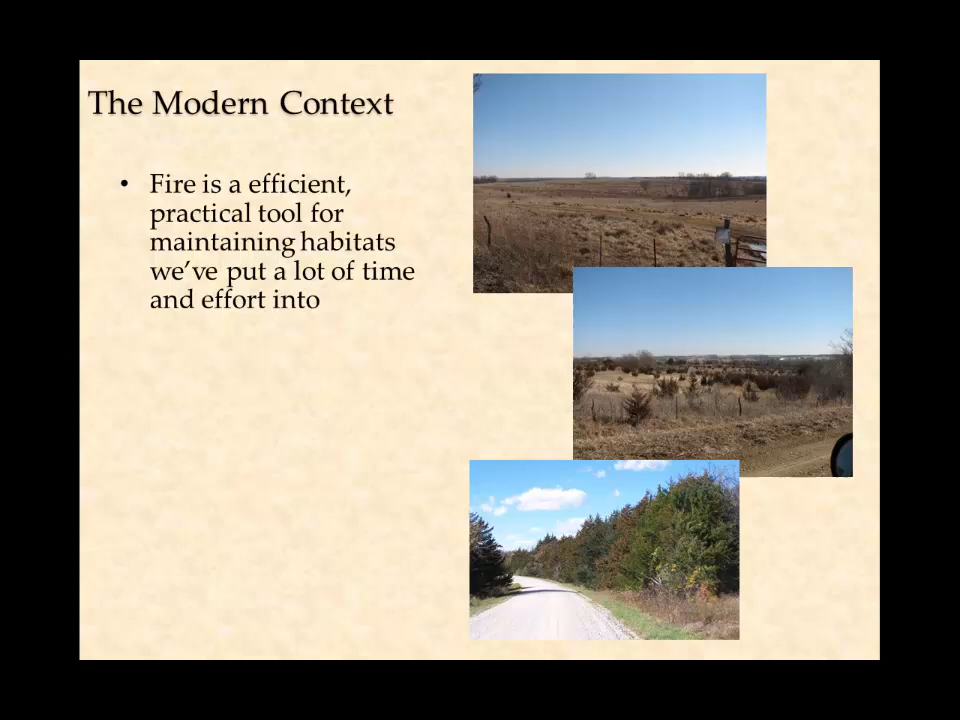 The Modern Context
• Fire is a efficient,
practical tool for
maintaining habitats
we've put a lot of time
and effort into